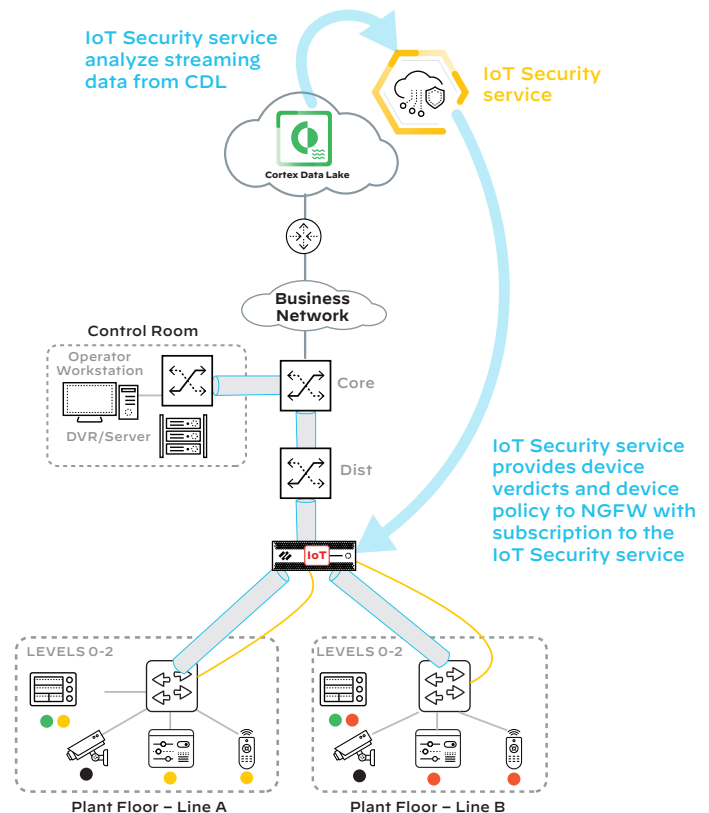 IoT Security service
analyze streaming
data from CDL
IoT Security
service
Cortex Data Lake
Business
Network
Control Room
Operator
Workstation
Core
DVR/Server
Dist
IoT Security service
provides device
verdicts and device
policy to NGFW with
subscription to the
IoT Security service
IoT
LEVELS 0-2
LEVELS 0-2
Plant Floor – Line A
Plant Floor – Line B